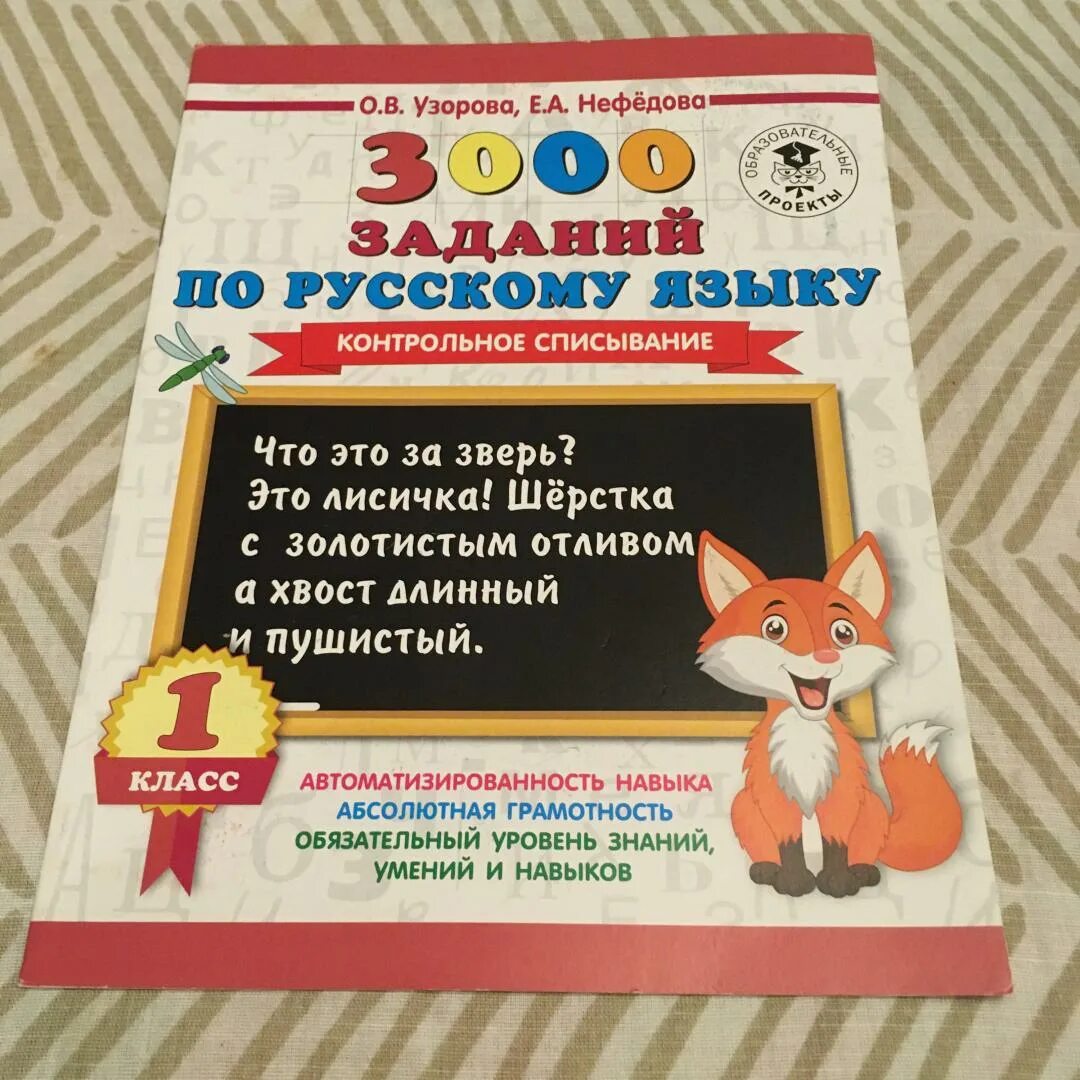 О.В. Узорова, Е.А. Нефёдова
3000
ЗАДАНИЙ
ПО РУССКОМУ ЯЗЫКУ
ОБРАЗОВАТЕЛЬНЫЕ
ПРОЕКТЫ
КОНТРОЛЬНОЕ СПИСЫВАНИЕ
Что это за зверь?
Это лисичка! Шёрстка
с золотистым отливом
а хвост длинный
и пушистый.
1
КЛАСС
АВТОМАТИЗИРОВАННОСТЬ НАВЫКА
АБСОЛЮТНАЯ ГРАМОТНОСТЬ
ОБЯЗАТЕЛЬНЫЙ УРОВЕНЬ ЗНАНИЙ,
УМЕНИЙ И НАВЫКОВ